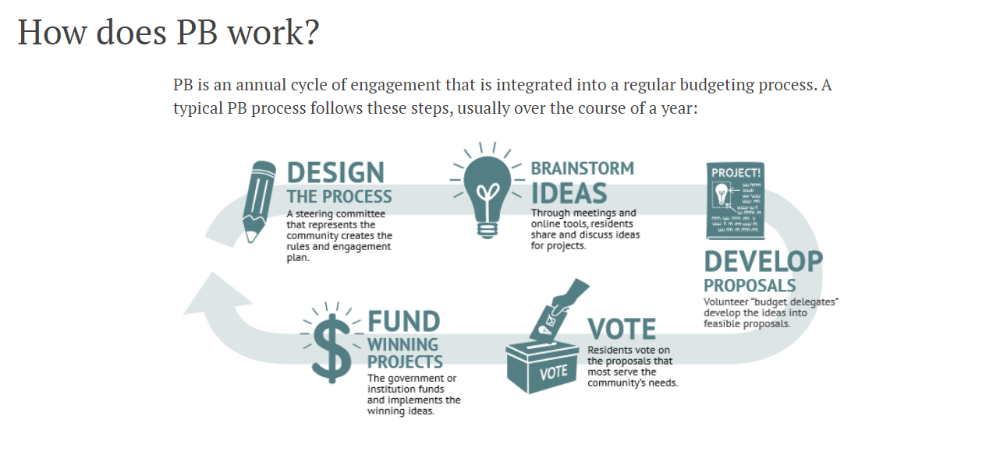 How does PB work?
PB is an annual cycle of engagement that is integrated into a regular budgeting process. A
typical PB process follows these steps, usually over the course of a year:
DESIGN
THE PROCESS
A steering committee
that represents the
community creates the
rules and engagement
plan.
BRAINSTORM
IDEAS
Through meetings and
online tools, residents
share and discuss ideas
for projects.
PROJECT!
DEVELOP
PROPOSALS
Volunteer "budget delegates"
develop the ideas into
feasible proposals.
VOTE
VOTE
Residents vote on
the proposals that
most serve the
community's needs.
FUND
WINNING
PROJECTS
The government or
institution funds
and implements the
winning ideas.